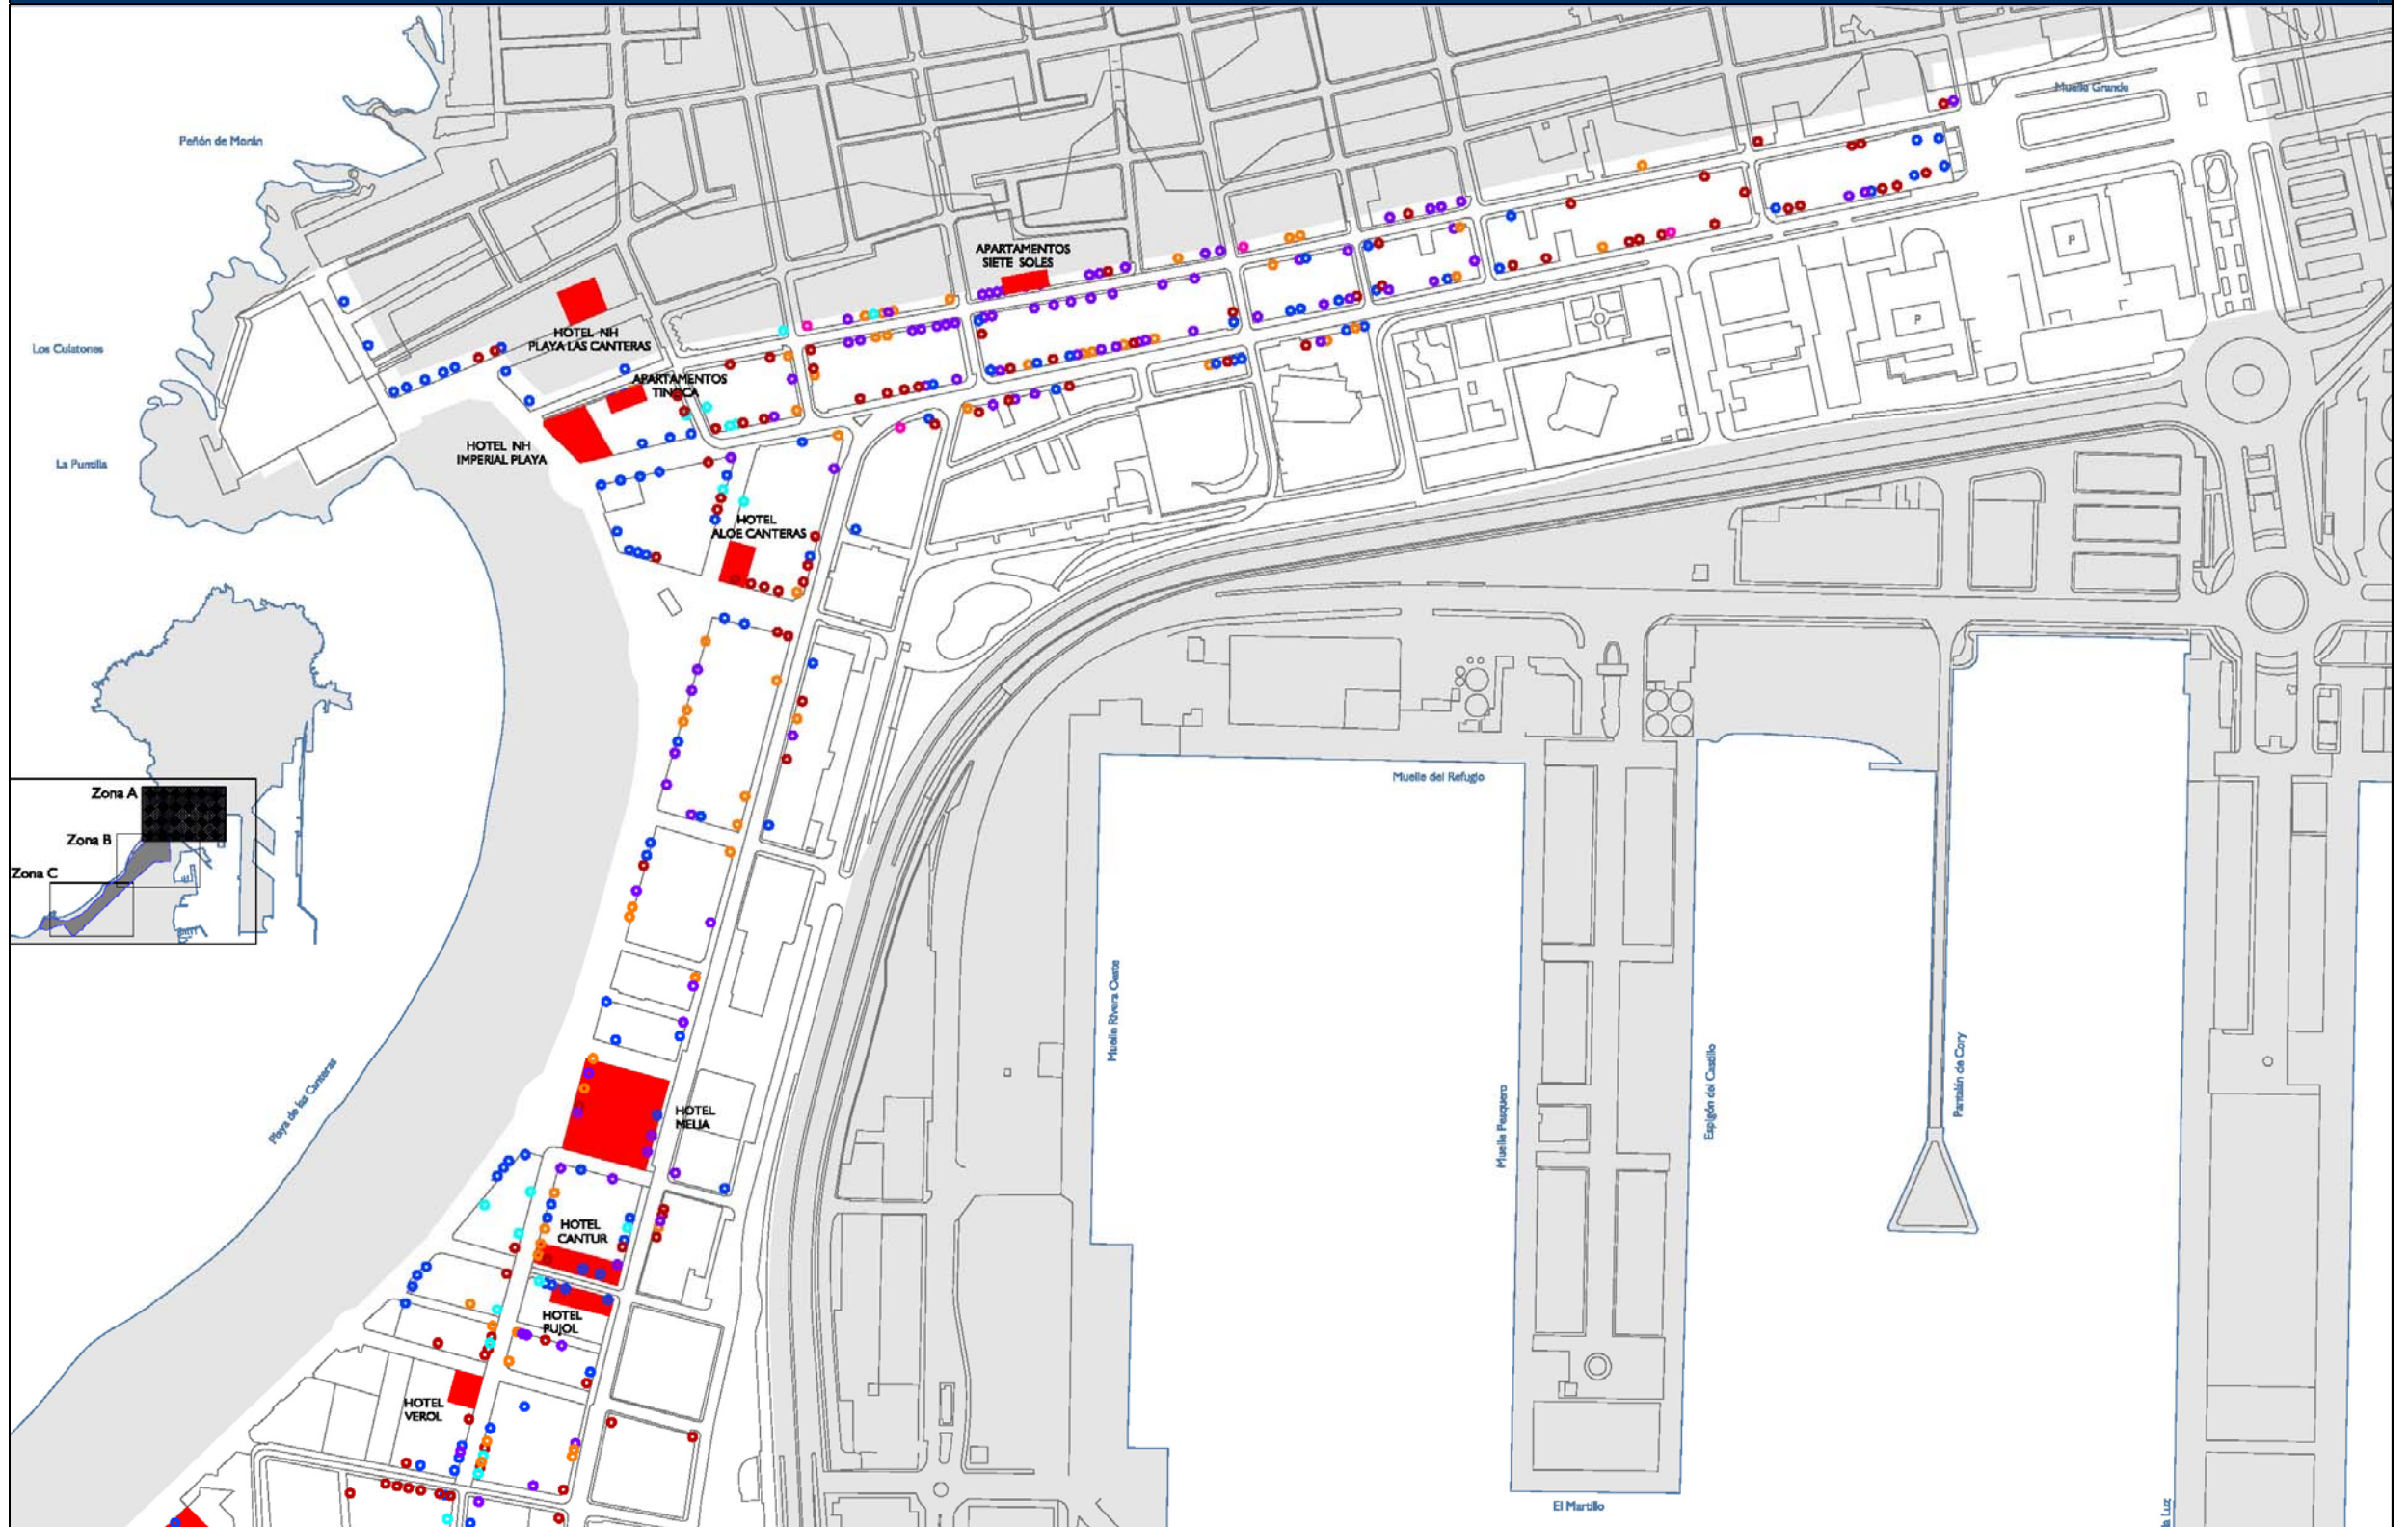 Muelle Grande
Peñón de Morán
P
APARTAMENTOS
SIETE SOLES
P
HOTEL NH
PLAYA LAS CANTERAS
Los Culatones
APARTAMENTOS
TINOCA
HOTEL NH
IMPERIAL PLAYA
La Puntilla
HOTEL
ALOE CANTERAS
Muelle del Refugio
Zona A
Zona B
Zona C
Muelle Rivera Oeste
Playa de las Canteras
Muelle Pesquero
Espigón del Castillo
Pantalán de Cory
HOTEL
MELIA
HOTEL
CANTUR
HOTEL
PUJOL
HOTEL
VEROL
El Martillo
la Luz